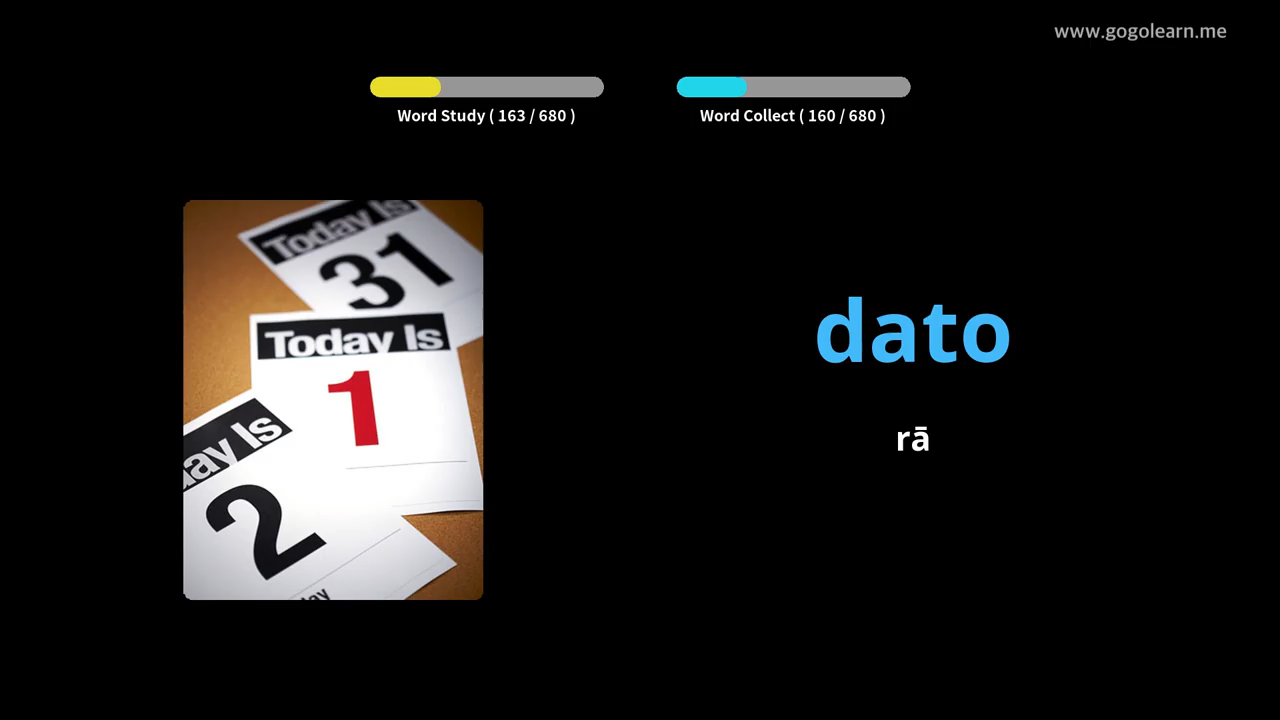 www.gogolearn.me
Word Study ( 163 / 680 )
Word Collect ( 160 / 680 )
Today Is
31
Today Is
1
ay Is
2
dato
rā